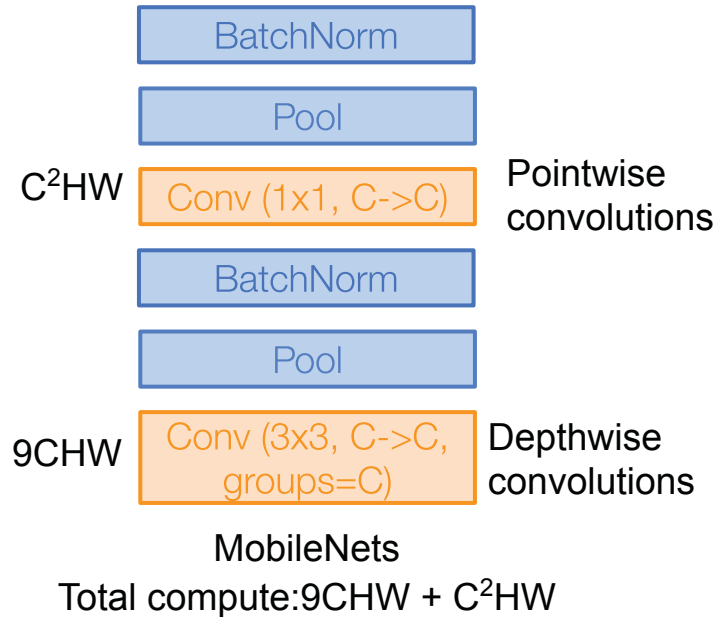 BatchNorm
Pool
C²HW
Conv (1x1, C->C)
Pointwise
convolutions
BatchNorm
Pool
9CHW
Conv (3x3, C->C,
groups=C)
Depthwise
convolutions
MobileNets
Total compute:9CHW + C²HW